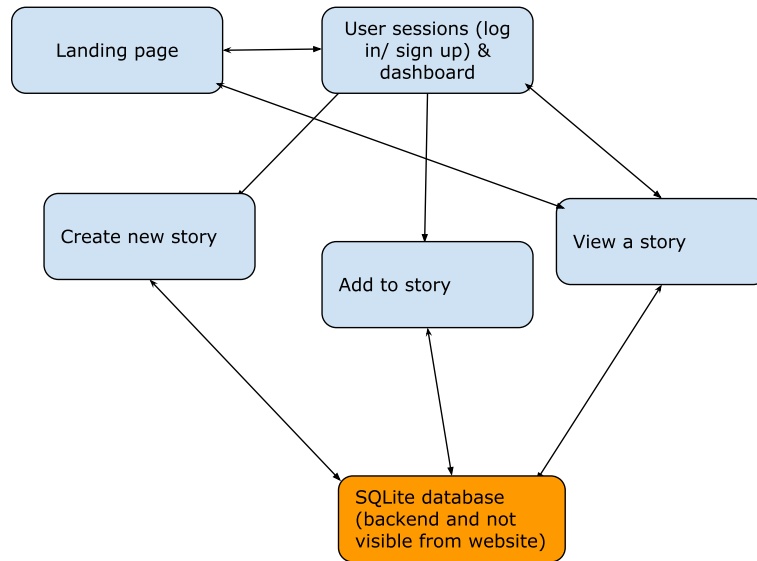 Landing page
User sessions (log
in/ sign up) &
dashboard
Create new story
Add to story
View a story
SQLite database
(backend and not
visible from website)